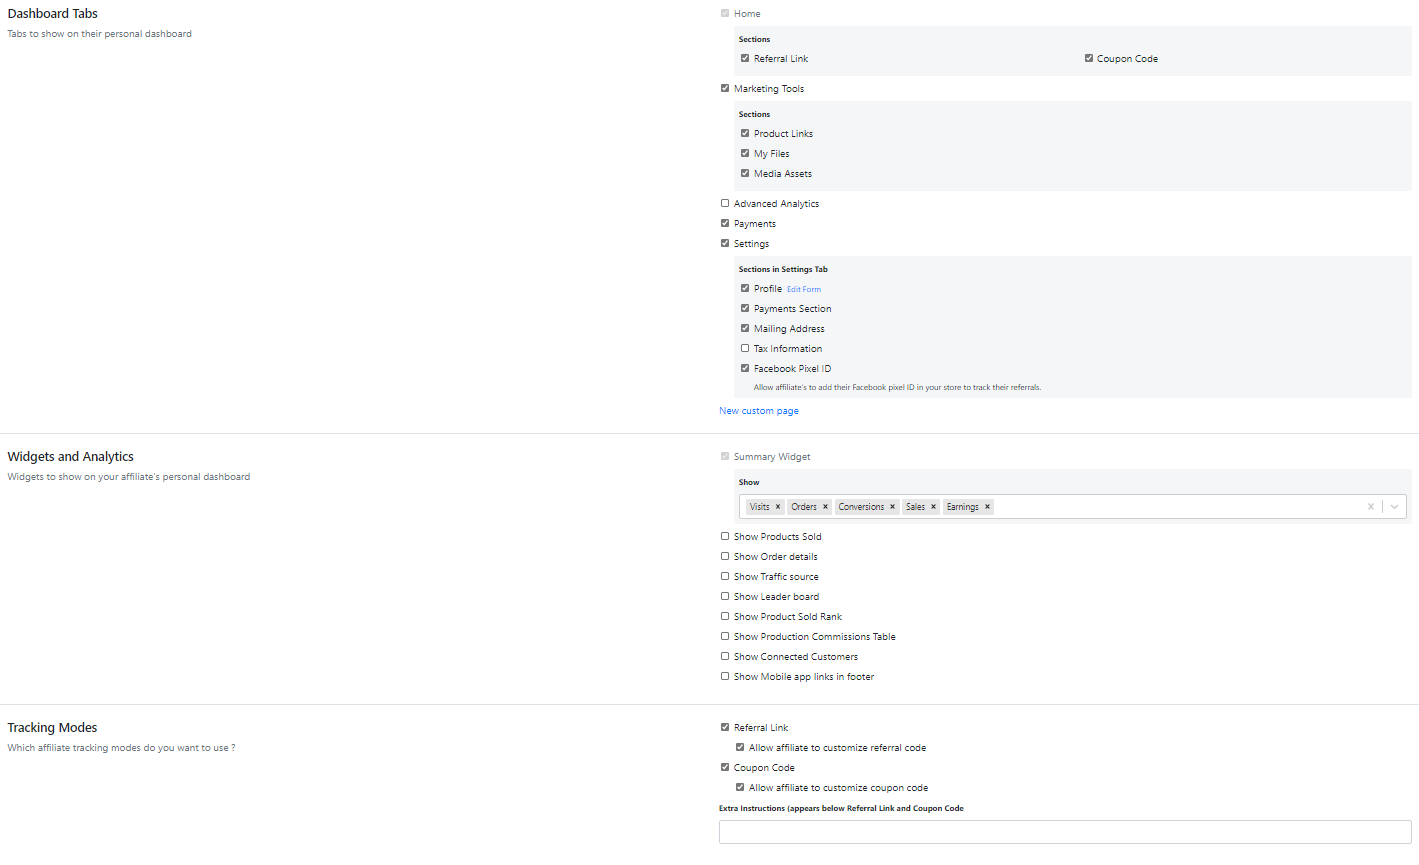 Dashboard Tabs
Tabs to show on their personal dashboard
Home
Sections
Referral Link
Coupon Code
Marketing Tools
Sections
Product Links
My Files
Media Assets
Advanced Analytics
Payments
Settings
Sections in Settings Tab
Profile Edit Form
Payments Section
Mailing Address
Tax Information
Facebook Pixel ID
Allow affiliate's to add their Facebook pixel ID in your store to track their referrals.
New custom page
Widgets and Analytics
Widgets to show on your affiliate's personal dashboard
Summary Widget
Show
Visits × Orders × Conversions × Sales × Earnings ×
Show Products Sold
Show Order details
Show Traffic source
Show Leader board
Show Product Sold Rank
Show Production Commissions Table
Show Connected Customers
Show Mobile app links in footer
Tracking Modes
Which affiliate tracking modes do you want to use ?
Referral Link
Allow affiliate to customize referral code
Coupon Code
Allow affiliate to customize coupon code
Extra Instructions (appears below Referral Link and Coupon Code